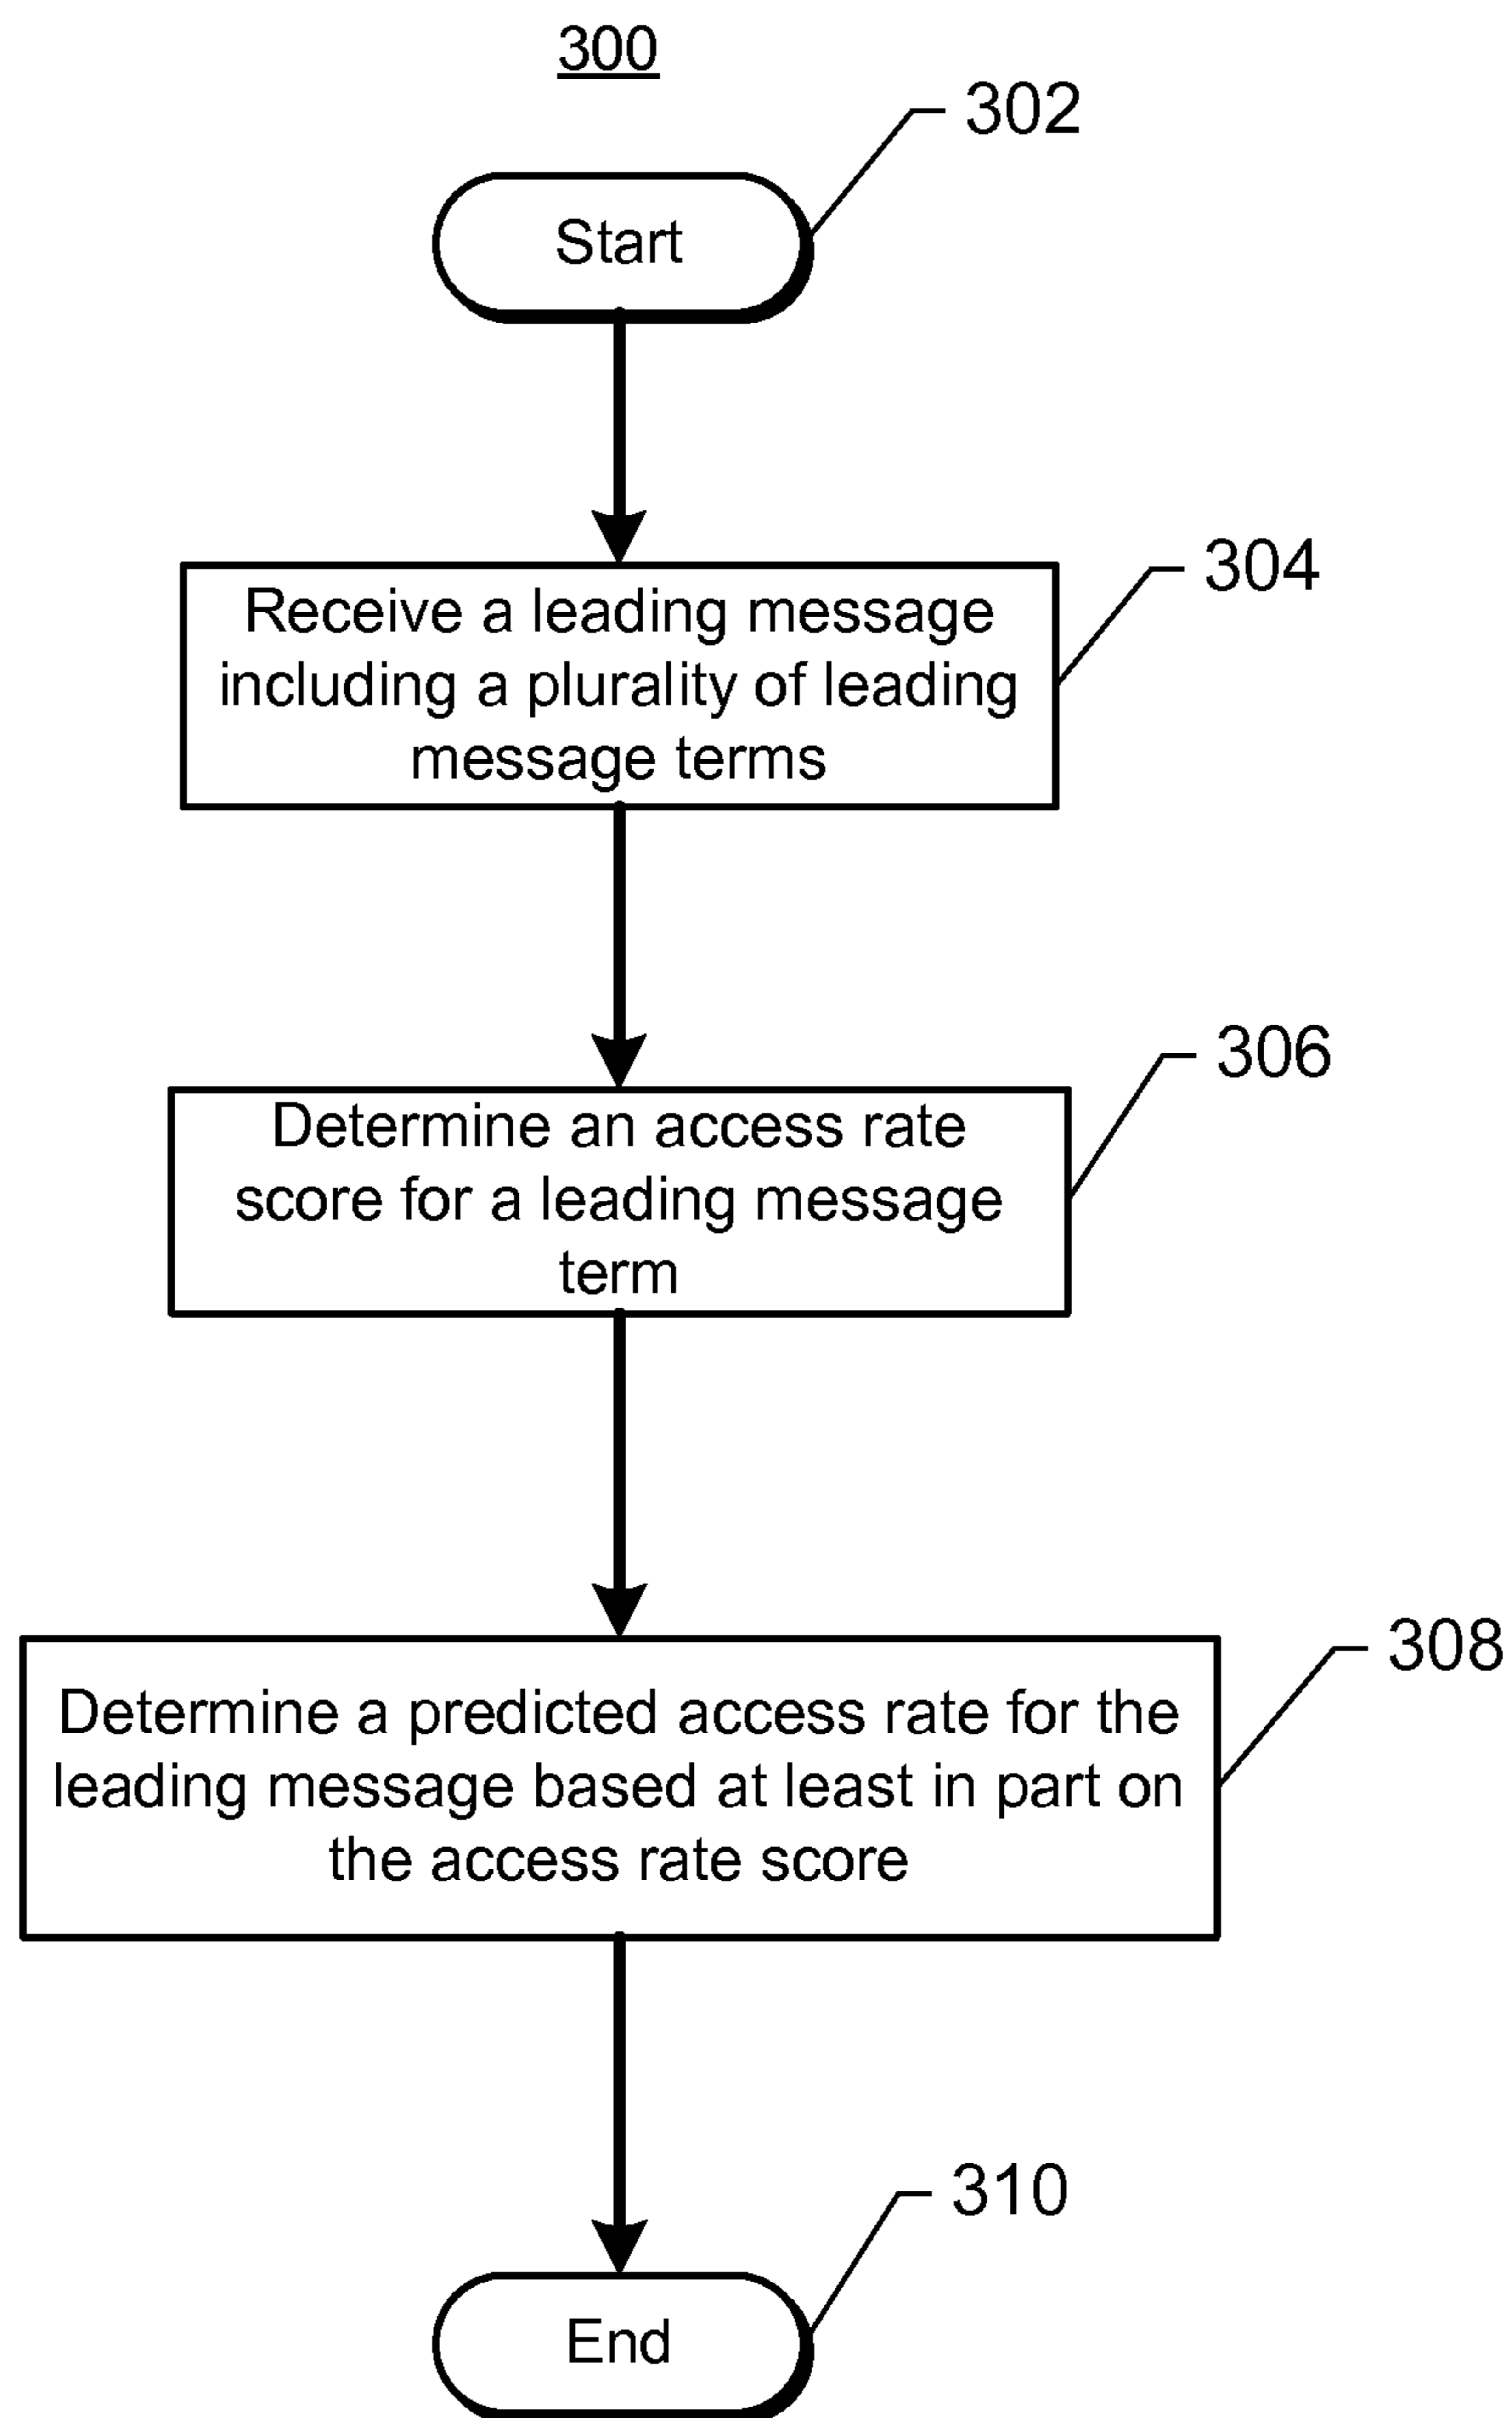 300
302
Start
304
Receive a leading message
including a plurality of leading
message terms
306
Determine an access rate
score for a leading message
term
308
Determine a predicted access rate for the
leading message based at least in part on
the access rate score
310
End